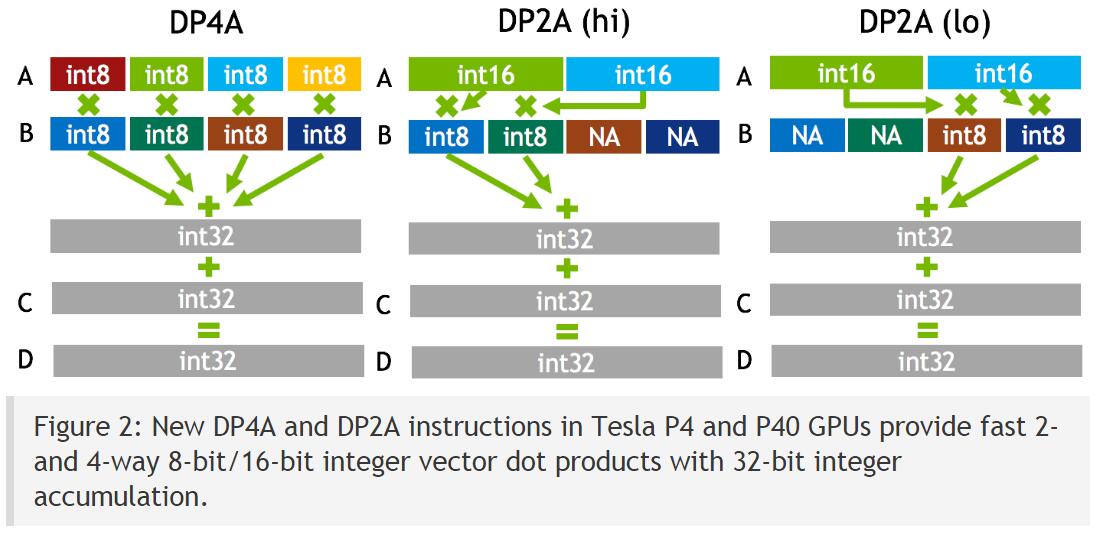 DP4A
DP2A (hi)
DP2A (lo)
A int8 int8 int8 int8
B int8 int8 int8 int8
int32
C int32
D int32
A int16 int16
B int8 int8 NA NA
int32
C int32
D int32
A int16 int16
B NA NA int8 int8
int32
C int32
D int32
Figure 2: New DP4A and DP2A instructions in Tesla P4 and P40 GPUs provide fast 2-
and 4-way 8-bit/16-bit integer vector dot products with 32-bit integer
accumulation.